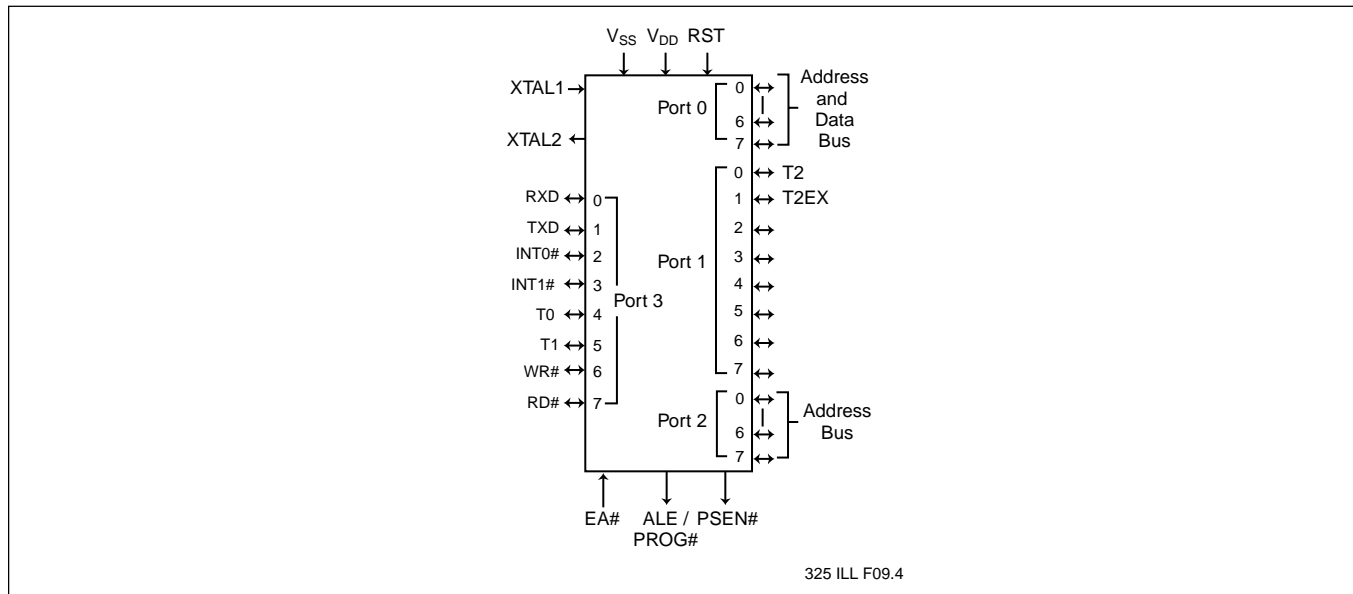 VSS VDD RST
XTAL1
XTAL2
Port 0
0
6
7
Address
and
Data
Bus
RXD 0
TXD 1
INT0# 2
INT1# 3
T0 4
T1 5
WR# 6
RD# 7
Port 3
Port 1
0 T2
1 T2EX
2
3
4
5
6
7
Port 2
0
6
7
Address
Bus
EA# ALE / PSEN#
PROG#
325 ILL F09.4